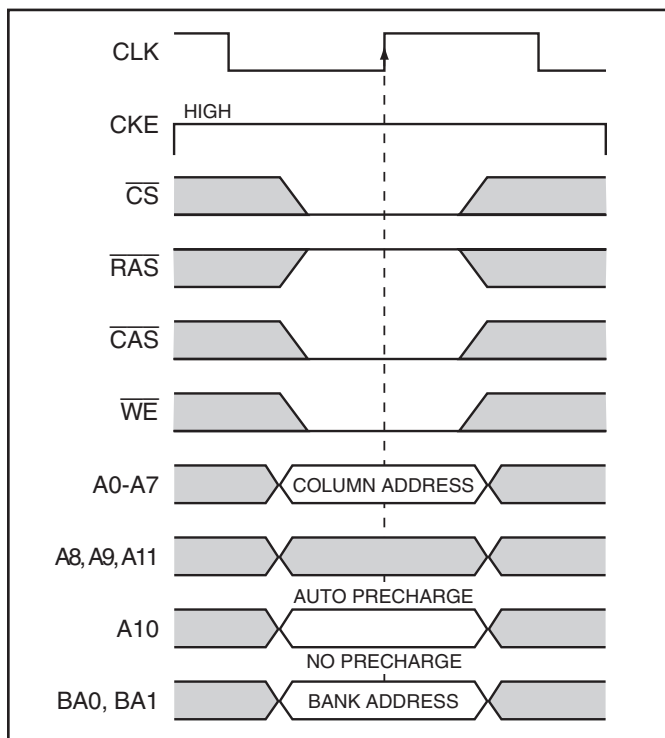 CLK
CKE HIGH
CS
RAS
CAS
WE
A0-A7 COLUMN ADDRESS
A8, A9, A11
AUTO PRECHARGE
A10
NO PRECHARGE
BA0, BA1 BANK ADDRESS